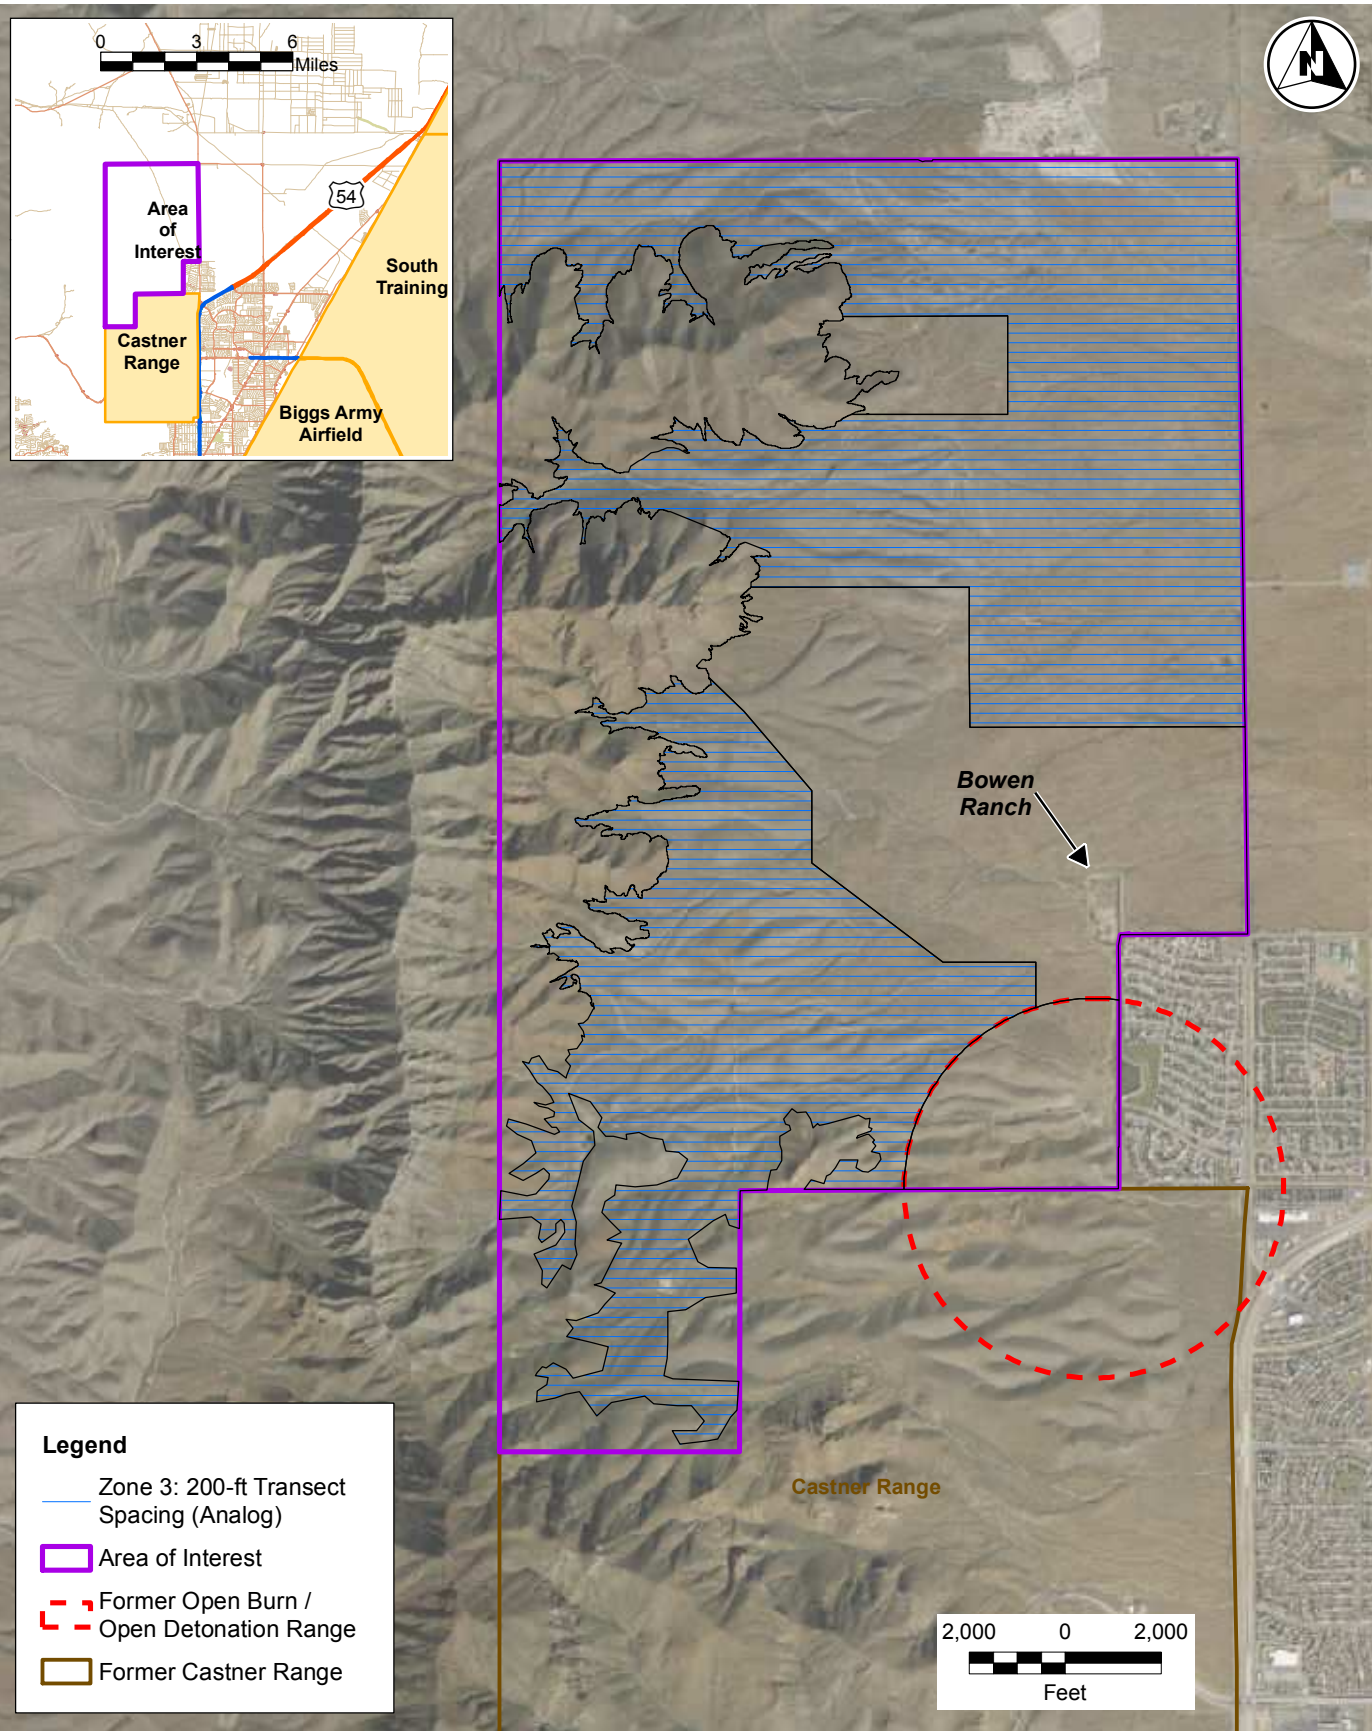 0 3 6
Miles
N
54
Area
of
Interest
South
Training
Castner
Range
Biggs Army
Airfield
Bowen
Ranch
Castner Range
Legend
Zone 3: 200-ft Transect
Spacing (Analog)
Area of Interest
Former Open Burn /
Open Detonation Range
Former Castner Range
2,000 0 2,000
Feet